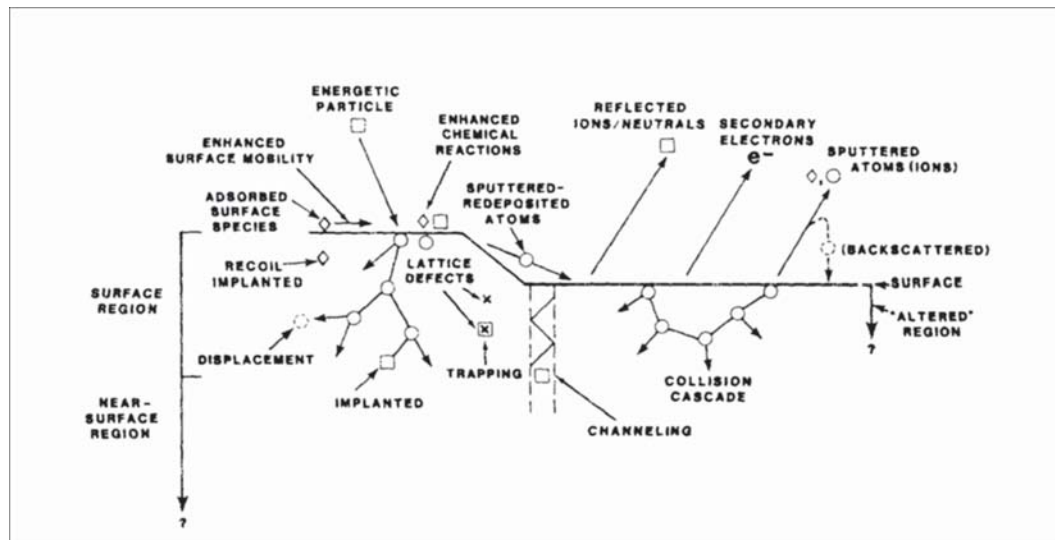 ENERGETIC
PARTICLE
ENHANCED
SURFACE MOBILITY
ENHANCED
CHEMICAL
REACTIONS
REFLECTED
IONS/NEUTRALS
SECONDARY
ELECTRONS
e-
SPUTTERED
ATOMS (IONS)
ADSORBED
SURFACE
SPECIES
SPUTTERED-
REDEPOSITED
ATOMS
(BACKSCATTERED)
RECOIL
IMPLANTED
LATTICE
DEFECTS
SURFACE
"ALTERED"
REGION
?
SURFACE
REGION
DISPLACEMENT
TRAPPING
IMPLANTED
COLLISION
CASCADE
CHANNELING
NEAR-
SURFACE
REGION
?